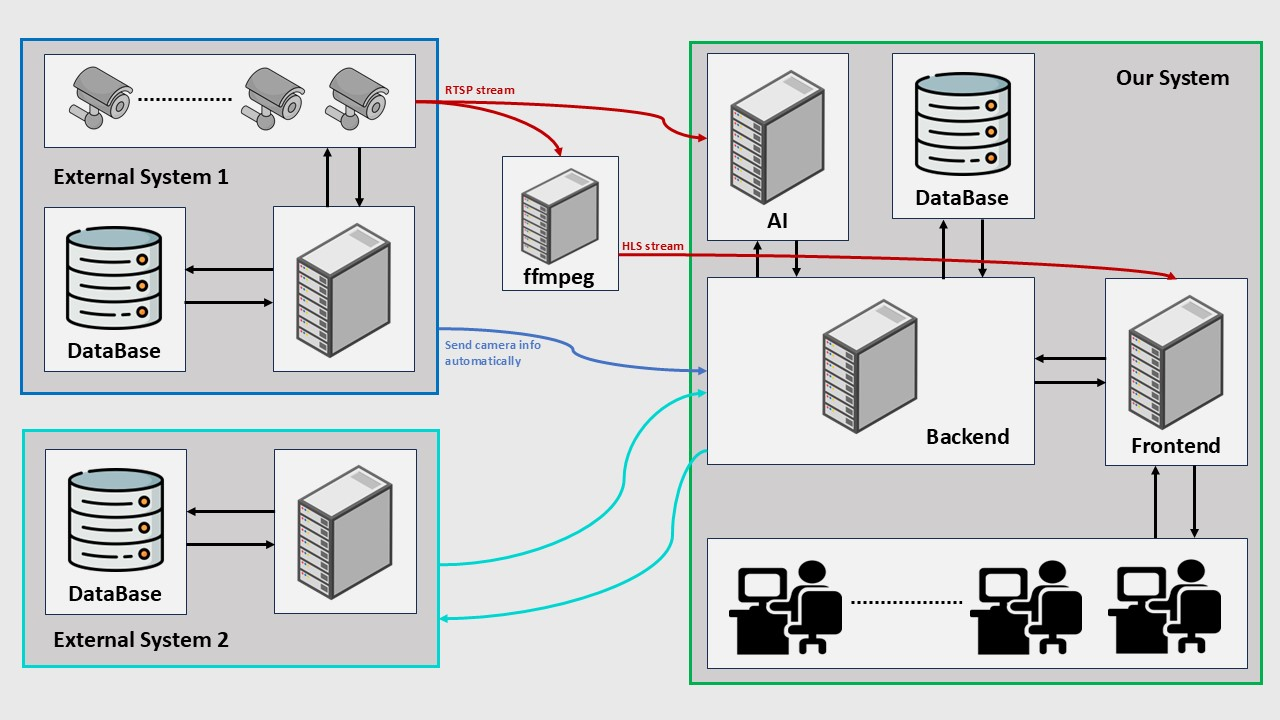 Our System
RTSP stream
External System 1
DataBase
AI
DataBase
HLS stream
ffmpeg
DataBase
Send camera info
automatically
Backend
Frontend
DataBase
External System 2